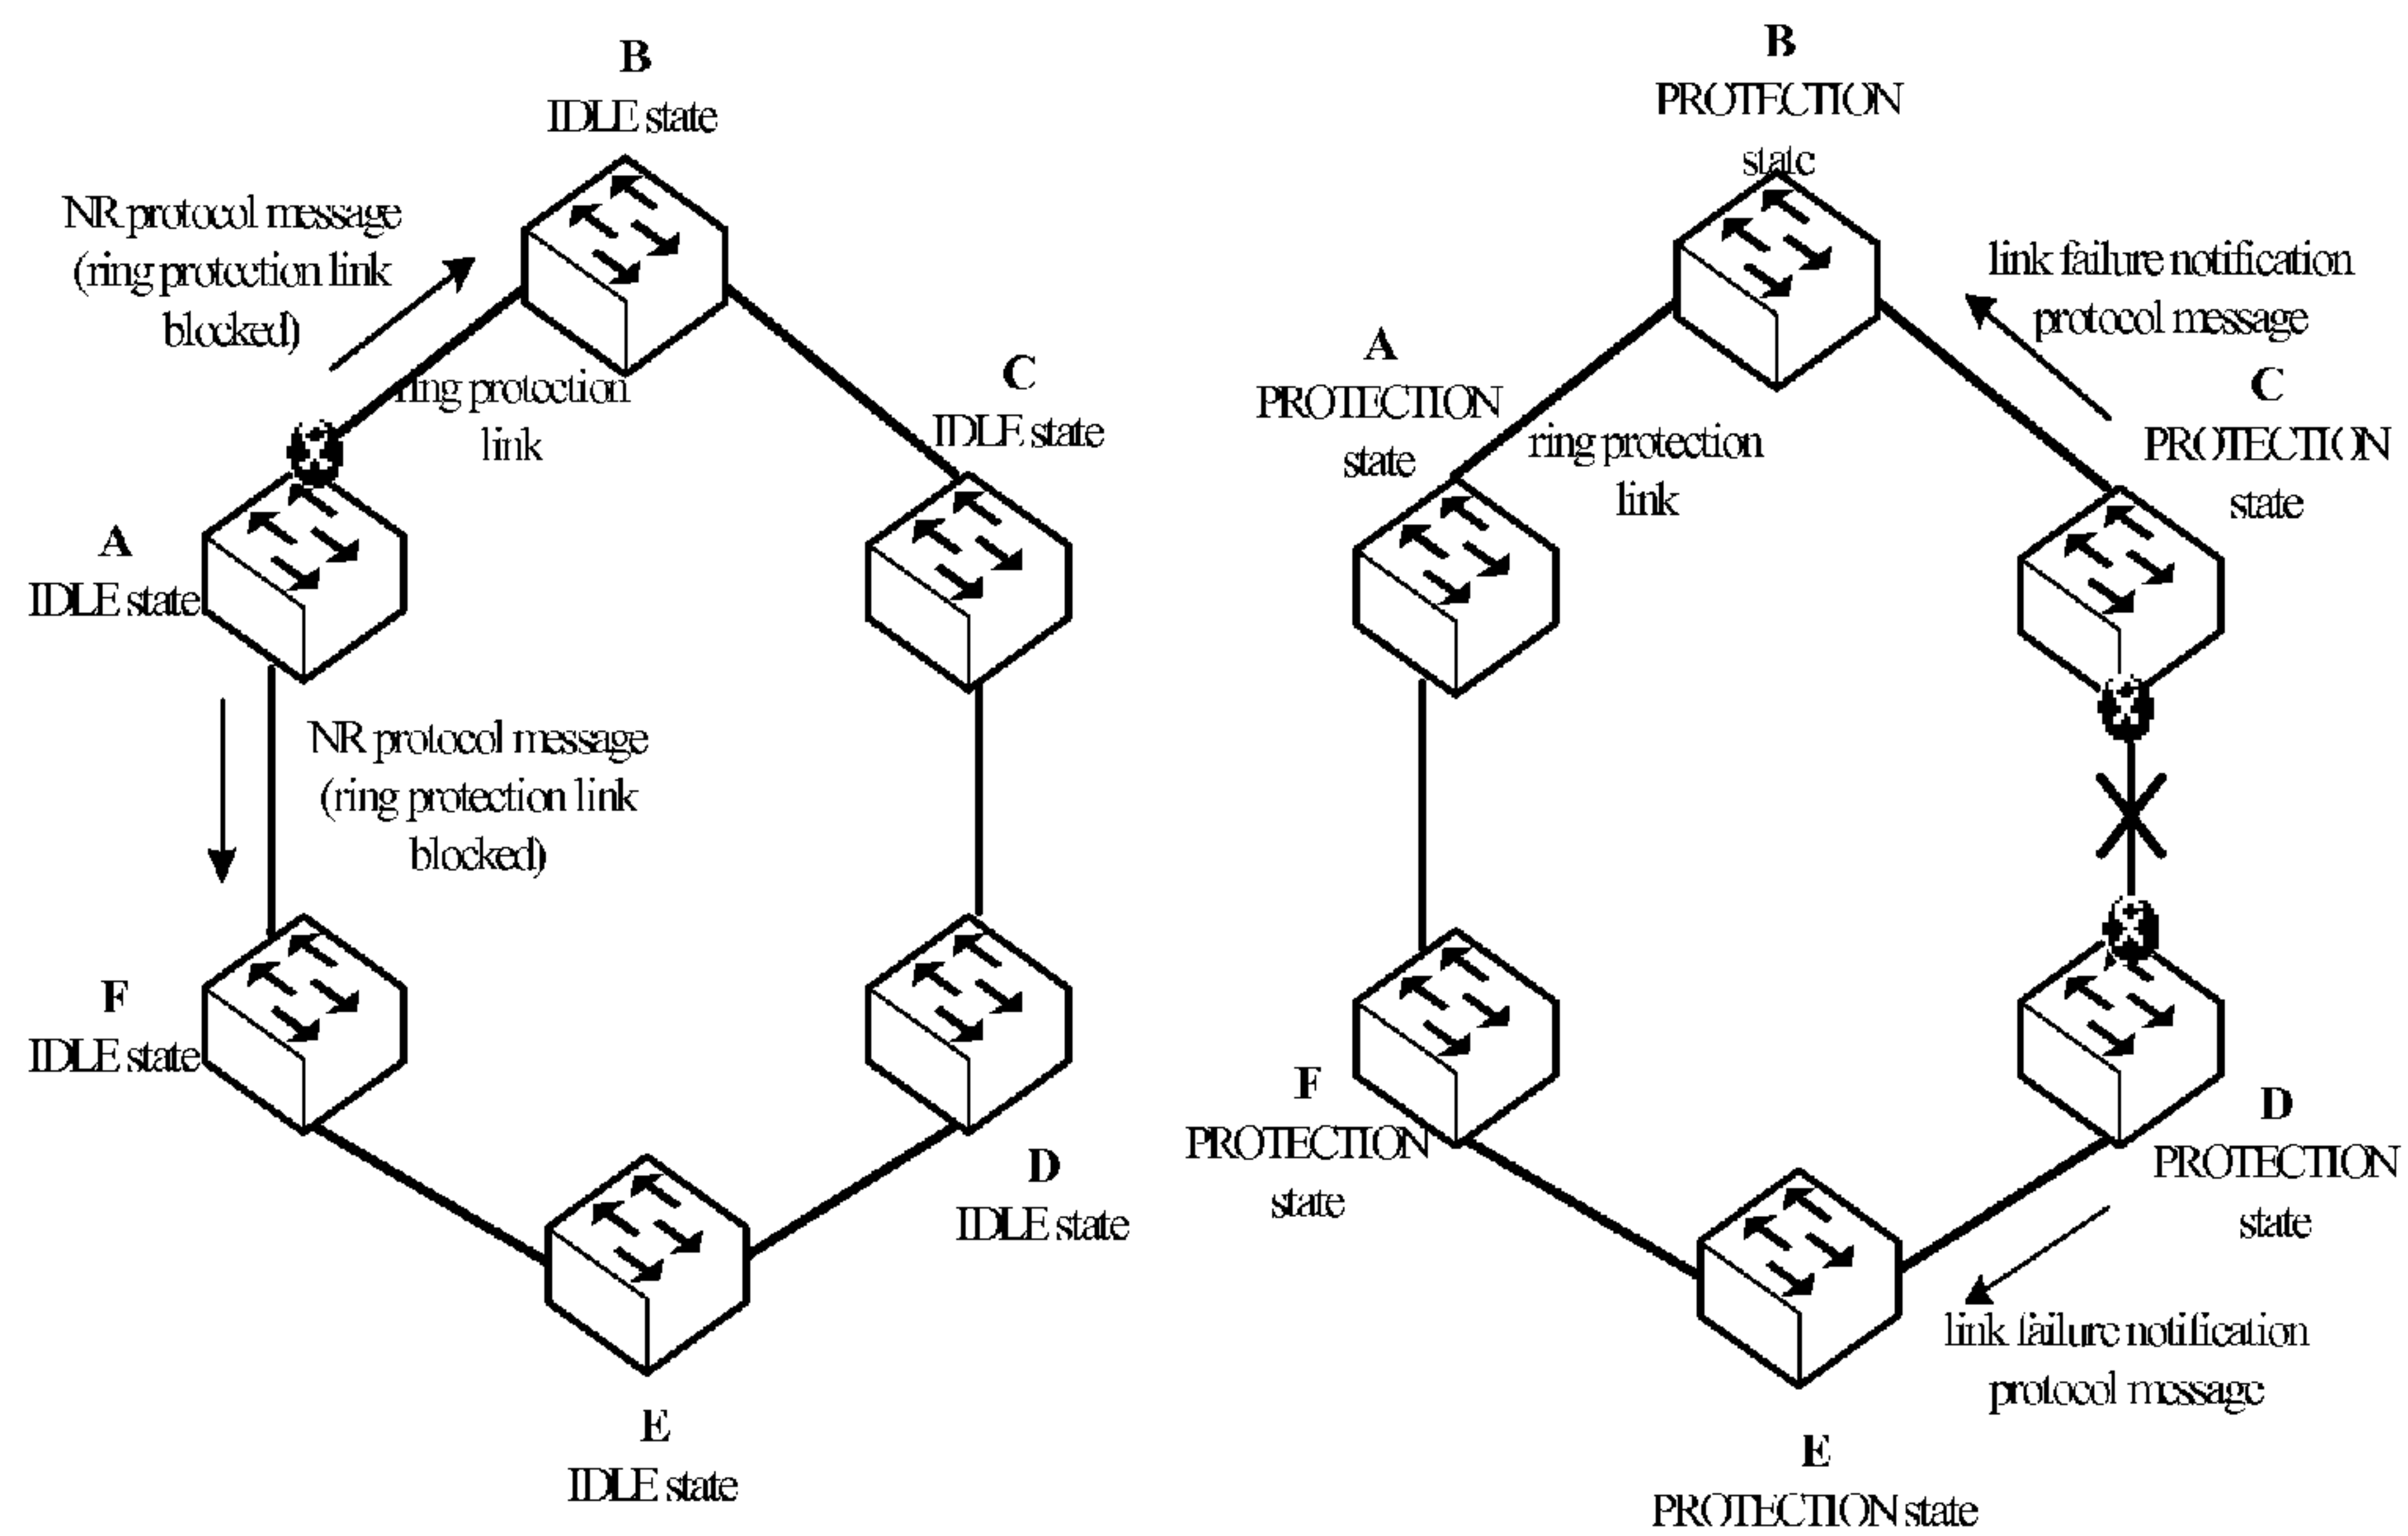 B
IDLE state
NR protocol message
(ring protection link
blocked)
ring protection
link
C
IDLE state
A
IDLE state
NR protocol message
(ring protection link
blocked)
F
IDLE state
D
IDLE state
E
IDLE state
B
PROTECTION
state
link failure notification
protocol message
A
PROTECTION
state
ring protection
link
C
PROTECTION
state
F
PROTECTION
state
D
PROTECTION
state
link failure notification
protocol message
E
PROTECTION state